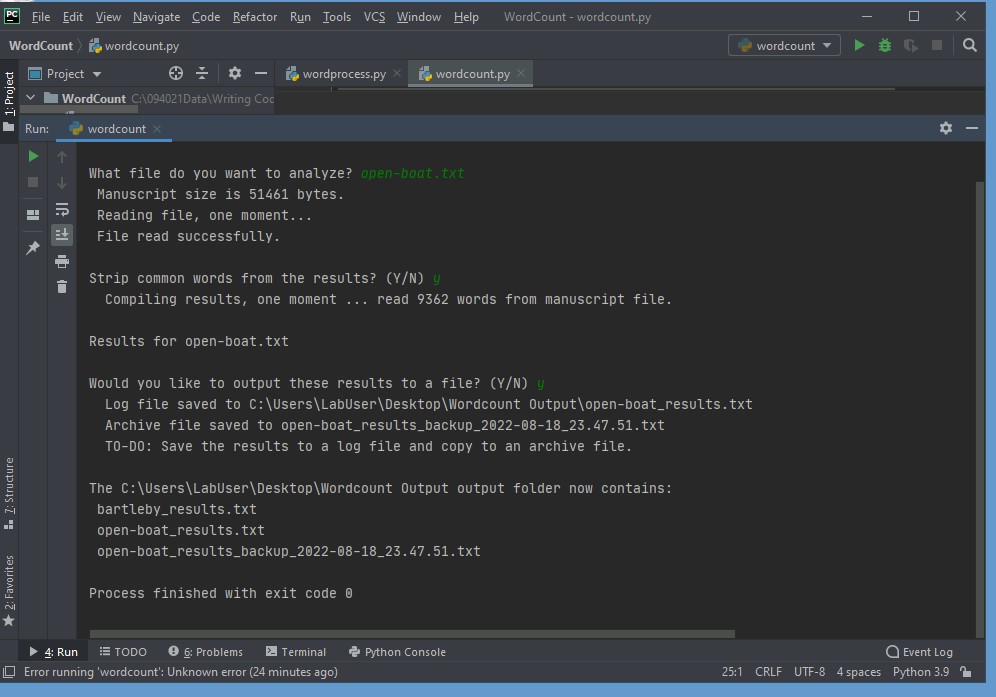 PC File Edit View Navigate Code Refactor Run Tools VCS Window Help WordCount - wordcount.py
WordCount wordcount.py wordcount
1: Project
Project wordprocess.py wordcount.py
WordCount C:\094021Data\Writing Coc
Run: wordcount
What file do you want to analyze? open-boat.txt
Manuscript size is 51461 bytes.
Reading file, one moment...
File read successfully.
Strip common words from the results? (Y/N) y
Compiling results, one moment ... read 9362 words from manuscript file.
Results for open-boat.txt
Would you like to output these results to a file? (Y/N) y
Log file saved to C:\Users\LabUser\Desktop\Wordcount Output\open-boat_results.txt
Archive file saved to open-boat_results_backup_2022-08-18_23.47.51.txt
TO-DO: Save the results to a log file and copy to an archive file.
The C:\Users\LabUser\Desktop\Wordcount Output output folder now contains:
bartleby_results.txt
open-boat_results.txt
open-boat_results_backup_2022-08-18_23.47.51.txt
Process finished with exit code 0
7: Structure
2: Favorites
4: Run TODO 6: Problems Terminal Python Console Event Log
Error running 'wordcount': Unknown error (24 minutes ago) 25:1 CRLF UTF-8 4 spaces Python 3.9